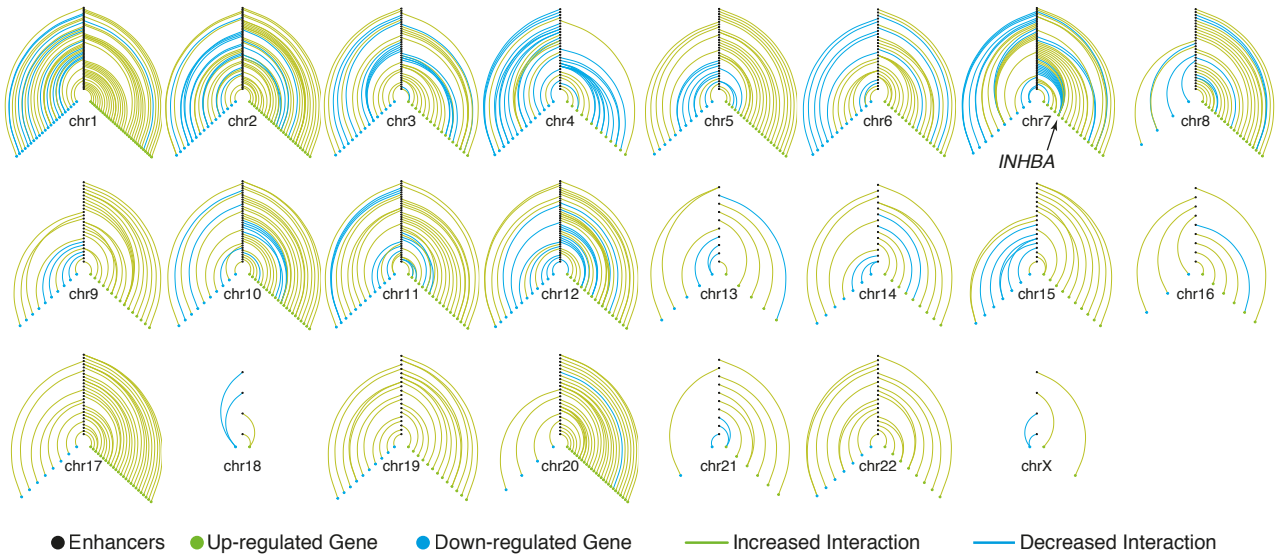 chr1 chr2 chr3 chr4 chr5 chr6 chr7 chr8
INHBA
chr9 chr10 chr11 chr12 chr13 chr14 chr15 chr16
chr17 chr18 chr19 chr20 chr21 chr22 chrX
Enhancers Up-regulated Gene Down-regulated Gene Increased Interaction Decreased Interaction